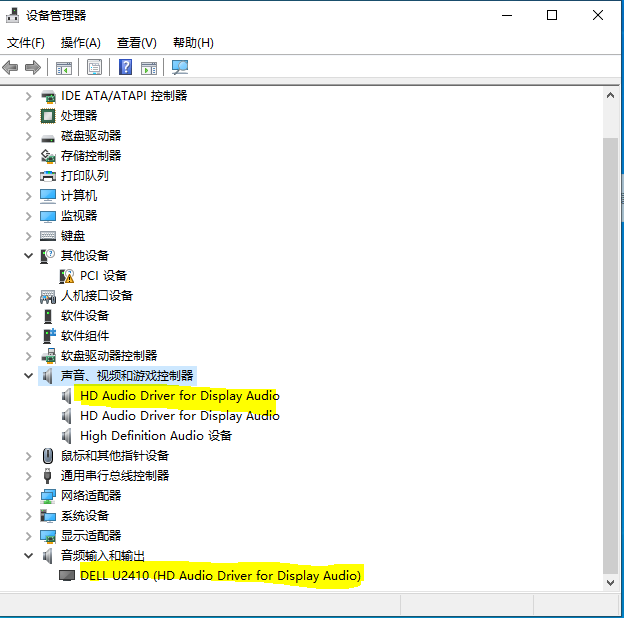 设备管理器
文件(F) 操作(A) 查看(V) 帮助(H)
IDE ATA/ATAPI 控制器
处理器
磁盘驱动器
存储控制器
打印队列
计算机
监视器
键盘
其他设备
PCI 设备
人机接口设备
软件设备
软件组件
软盘驱动器控制器
声音、视频和游戏控制器
HD Audio Driver for Display Audio
HD Audio Driver for Display Audio
High Definition Audio 设备
鼠标和其他指针设备
通用串行总线控制器
网络适配器
系统设备
显示适配器
音频输入和输出
DELL U2410 (HD Audio Driver for Display Audio)